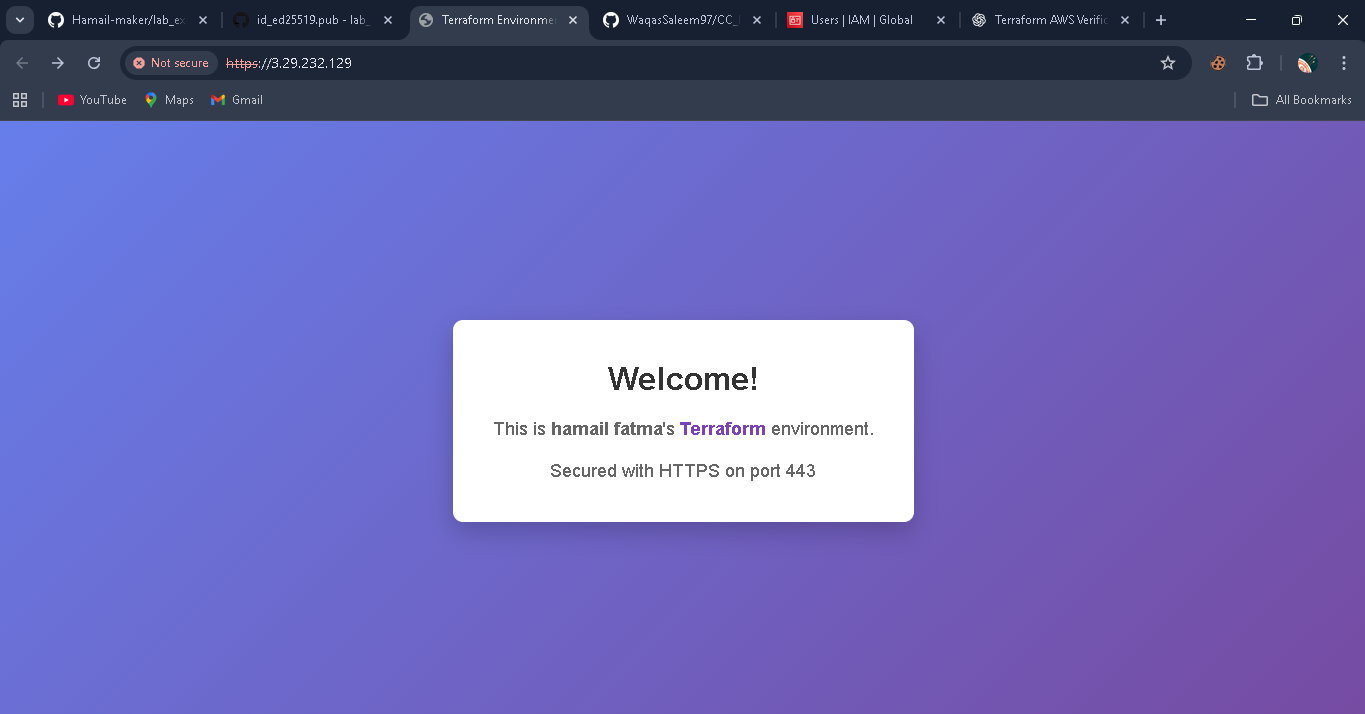 Hamail-maker/lab_ex
id_ed25519.pub - lab_
Terraform Environme
WaqasSaleem97/CC_
Users | IAM | Global
Terraform AWS Verific
Not secure
https://3.29.232.129
YouTube
Maps
Gmail
All Bookmarks
Welcome!
This is hamail fatma's Terraform environment.
Secured with HTTPS on port 443